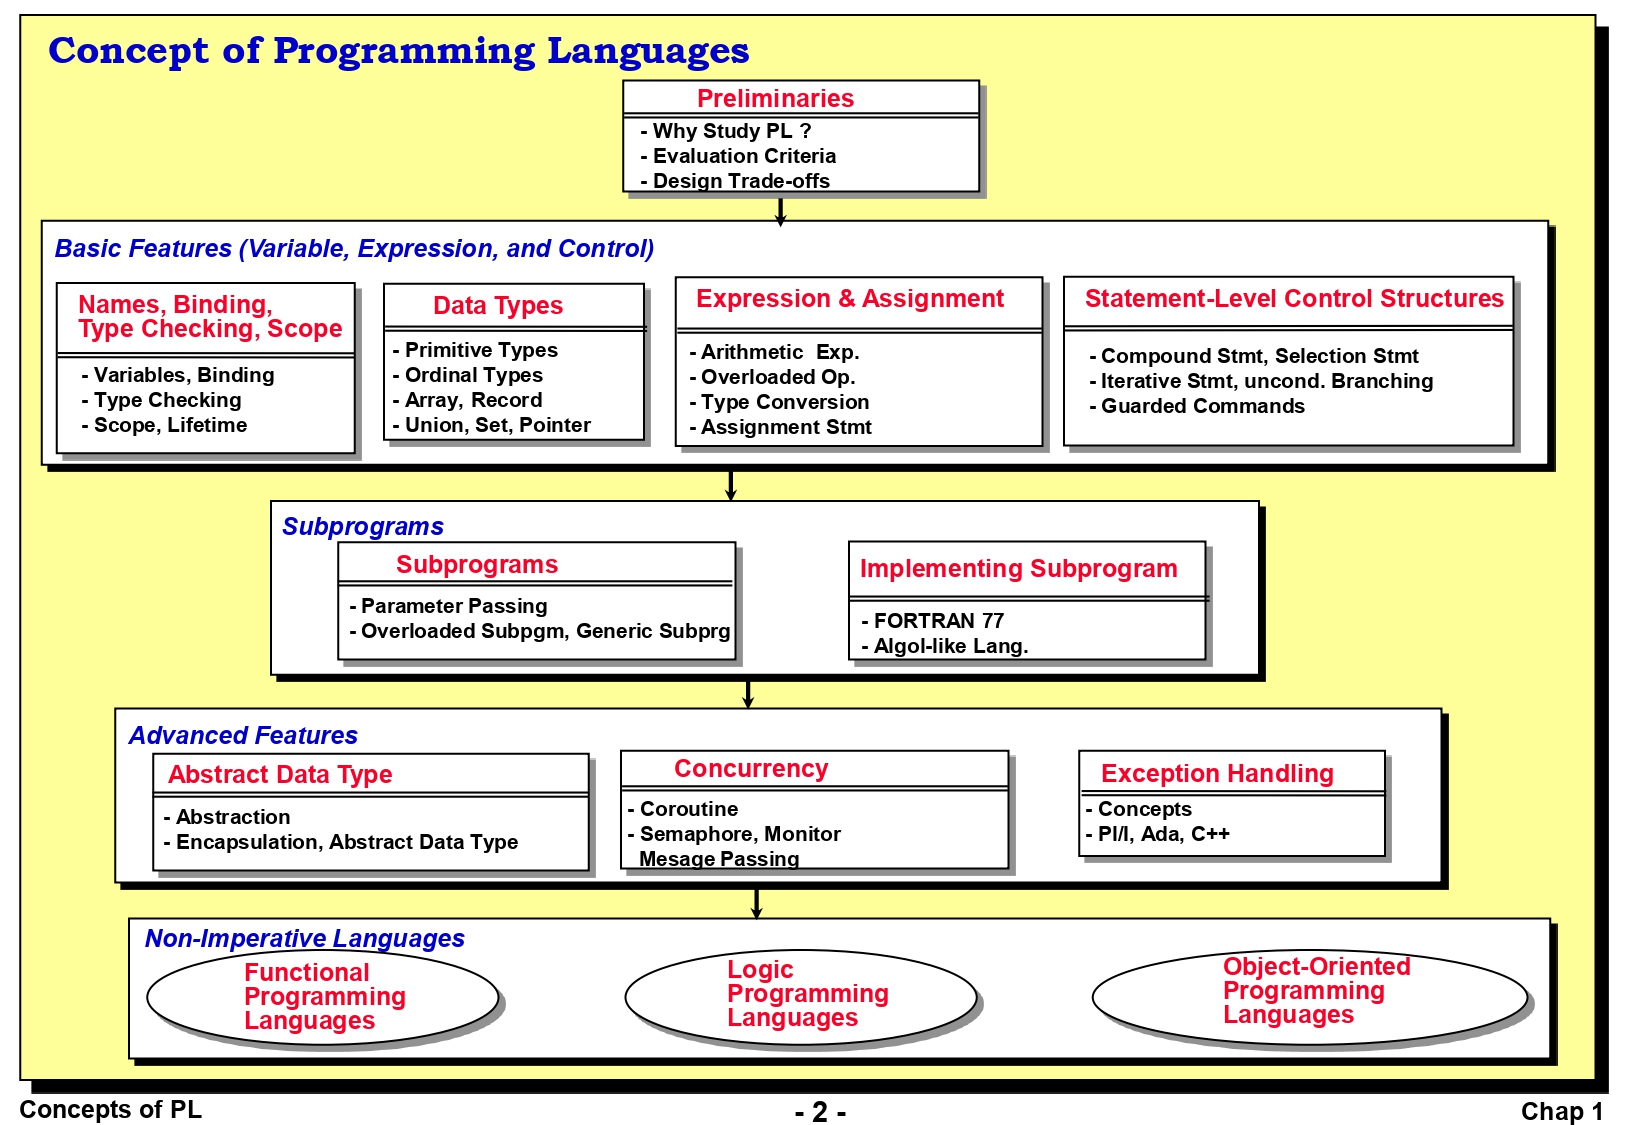 Concept of Programming Languages
Preliminaries
- Why Study PL ?
- Evaluation Criteria
- Design Trade-offs
Basic Features (Variable, Expression, and Control)
Names, Binding,
Type Checking, Scope
- Variables, Binding
- Type Checking
- Scope, Lifetime
Data Types
- Primitive Types
- Ordinal Types
- Array, Record
- Union, Set, Pointer
Expression & Assignment
- Arithmetic  Exp.
- Overloaded Op.
- Type Conversion
- Assignment Stmt
Statement-Level Control Structures
- Compound Stmt, Selection Stmt
- Iterative Stmt, uncond. Branching
- Guarded Commands
Subprograms
Subprograms
- Parameter Passing
- Overloaded Subpgm, Generic Subprg
Implementing Subprogram
- FORTRAN 77
- Algol-like Lang.
Advanced Features
Abstract Data Type
- Abstraction
- Encapsulation, Abstract Data Type
Concurrency
- Coroutine
- Semaphore, Monitor
Mesage Passing
Exception Handling
- Concepts
- Pl/I, Ada, C++
Non-Imperative Languages
Functional
Programming
Languages
Logic
Programming
Languages
Object-Oriented
Programming
Languages
Concepts of PL
- 2 -
Chap 1